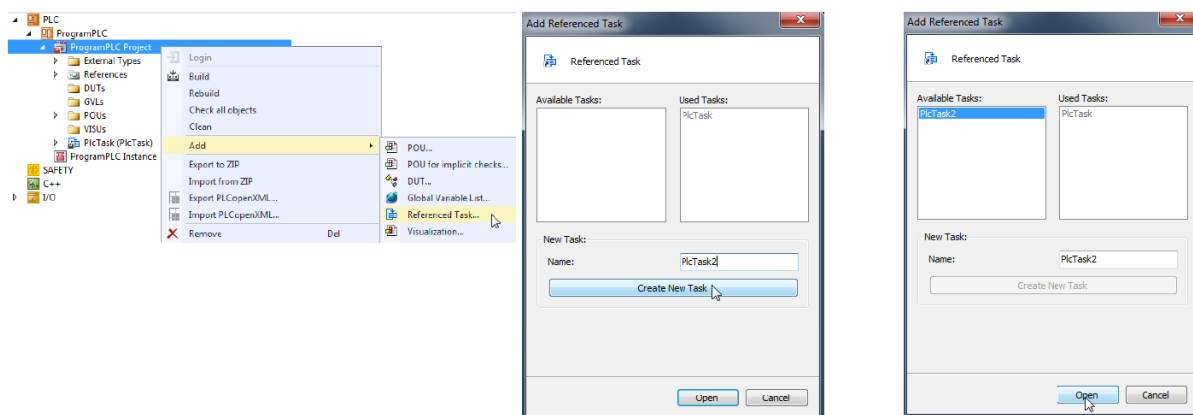 PLC
ProgramPLC
ProgramPLC Project
External Types
References
DUTs
GVLs
POUs
VISUs
PlcTask (PlcTask)
ProgramPLC Instance
SAFETY
C++
I/O
Login
Build
Rebuild
Check all objects
Clean
Add
Export to ZIP
Import from ZIP
Export PLCopenXML...
Import PLCopenXML...
Remove Del
POU...
POU for implicit checks...
DUT...
Global Variable List...
Referenced Task...
Visualization...
Add Referenced Task
Referenced Task
Available Tasks: Used Tasks:
PlcTask
New Task:
Name: PlcTask2
Create New Task
Open Cancel
Add Referenced Task
Referenced Task
Available Tasks: Used Tasks:
PlcTask2 PlcTask
New Task:
Name: PlcTask2
Create New Task
Open Cancel